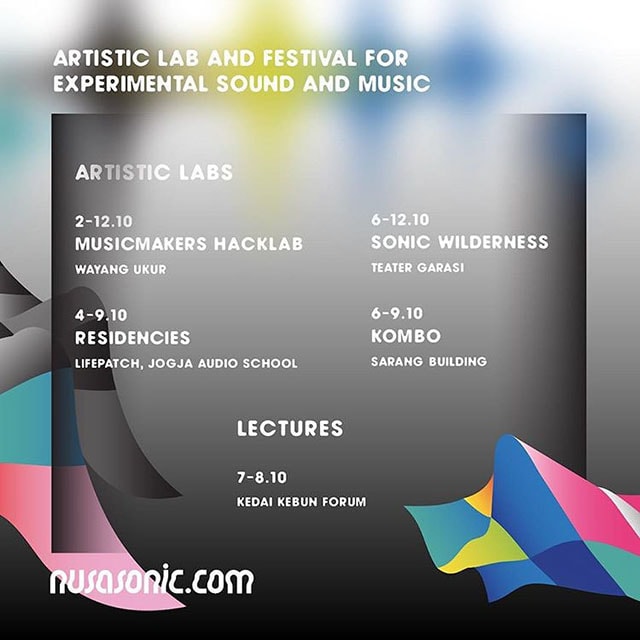 ARTISTIC LAB AND FESTIVAL FOR
EXPERIMENTAL SOUND AND MUSIC
ARTISTIC LABS
2-12.10
MUSICMAKERS HACKLAB
WAYANG UKUR
6-12.10
SONIC WILDERNESS
TEATER GARASI
4-9.10
RESIDENCIES
LIFEPATCH, JOGJA AUDIO SCHOOL
6-9.10
KOMBO
SARANG BUILDING
LECTURES
7-8.10
KEDAI KEBUN FORUM
nusasonic.com